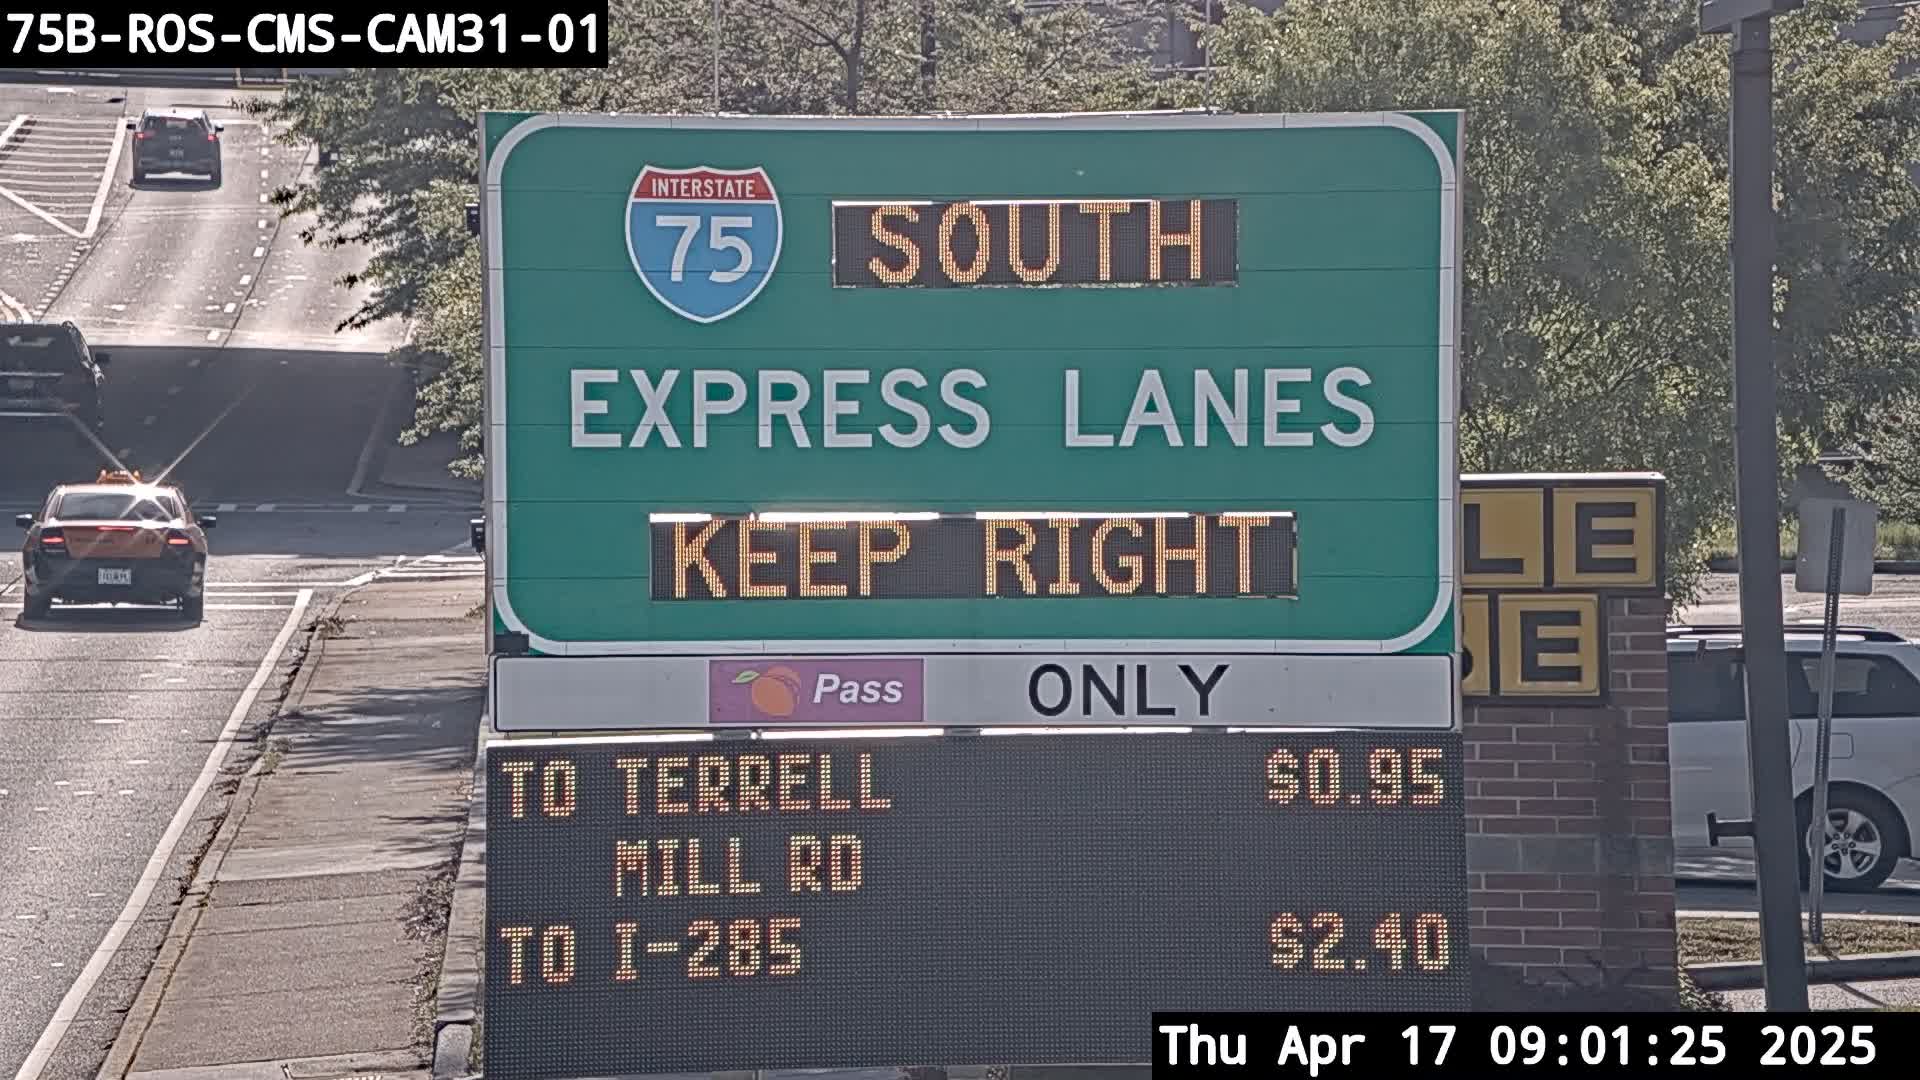 75B-ROS-CMS-CAM31-01
INTERSTATE
75
SOUTH
EXPRESS LANES
KEEP RIGHT
Pass ONLY
TO TERRELL $0.95
MILL RD
TO I-285 $2.40
LE
E
Thu Apr 17 09:01:25 2025